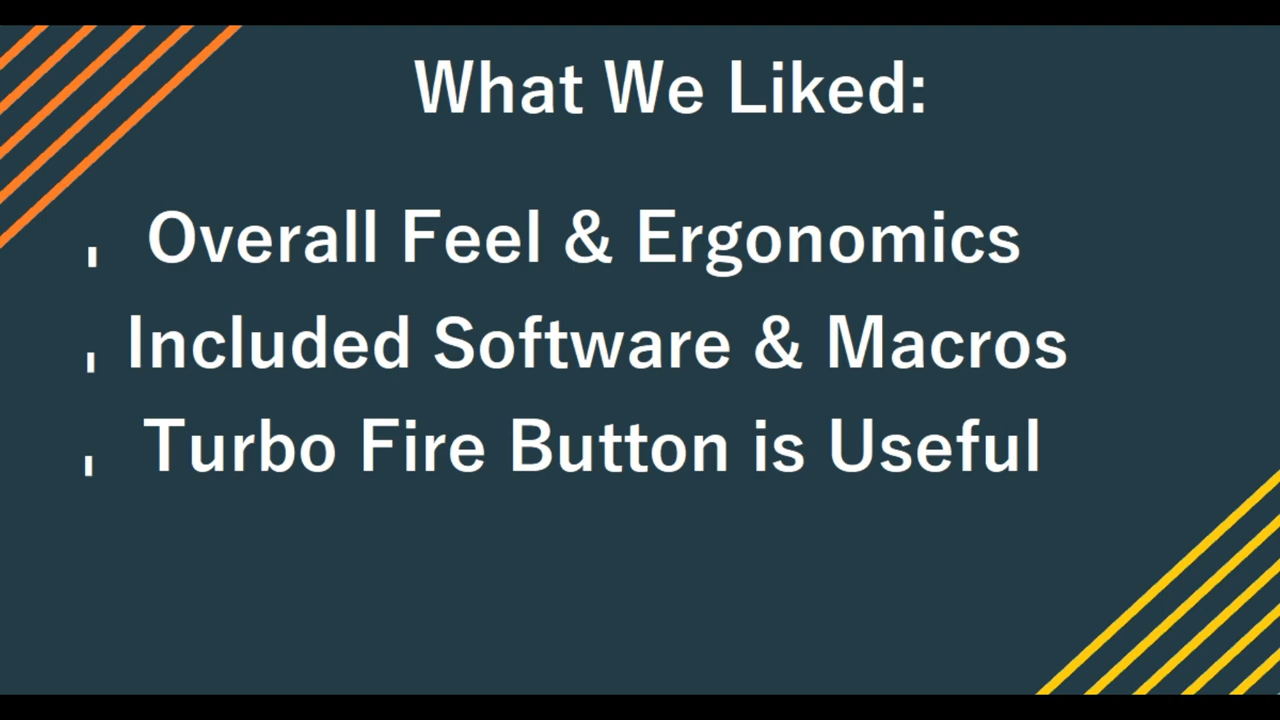 What We Liked:
Overall Feel & Ergonomics
Included Software & Macros
Turbo Fire Button is Useful